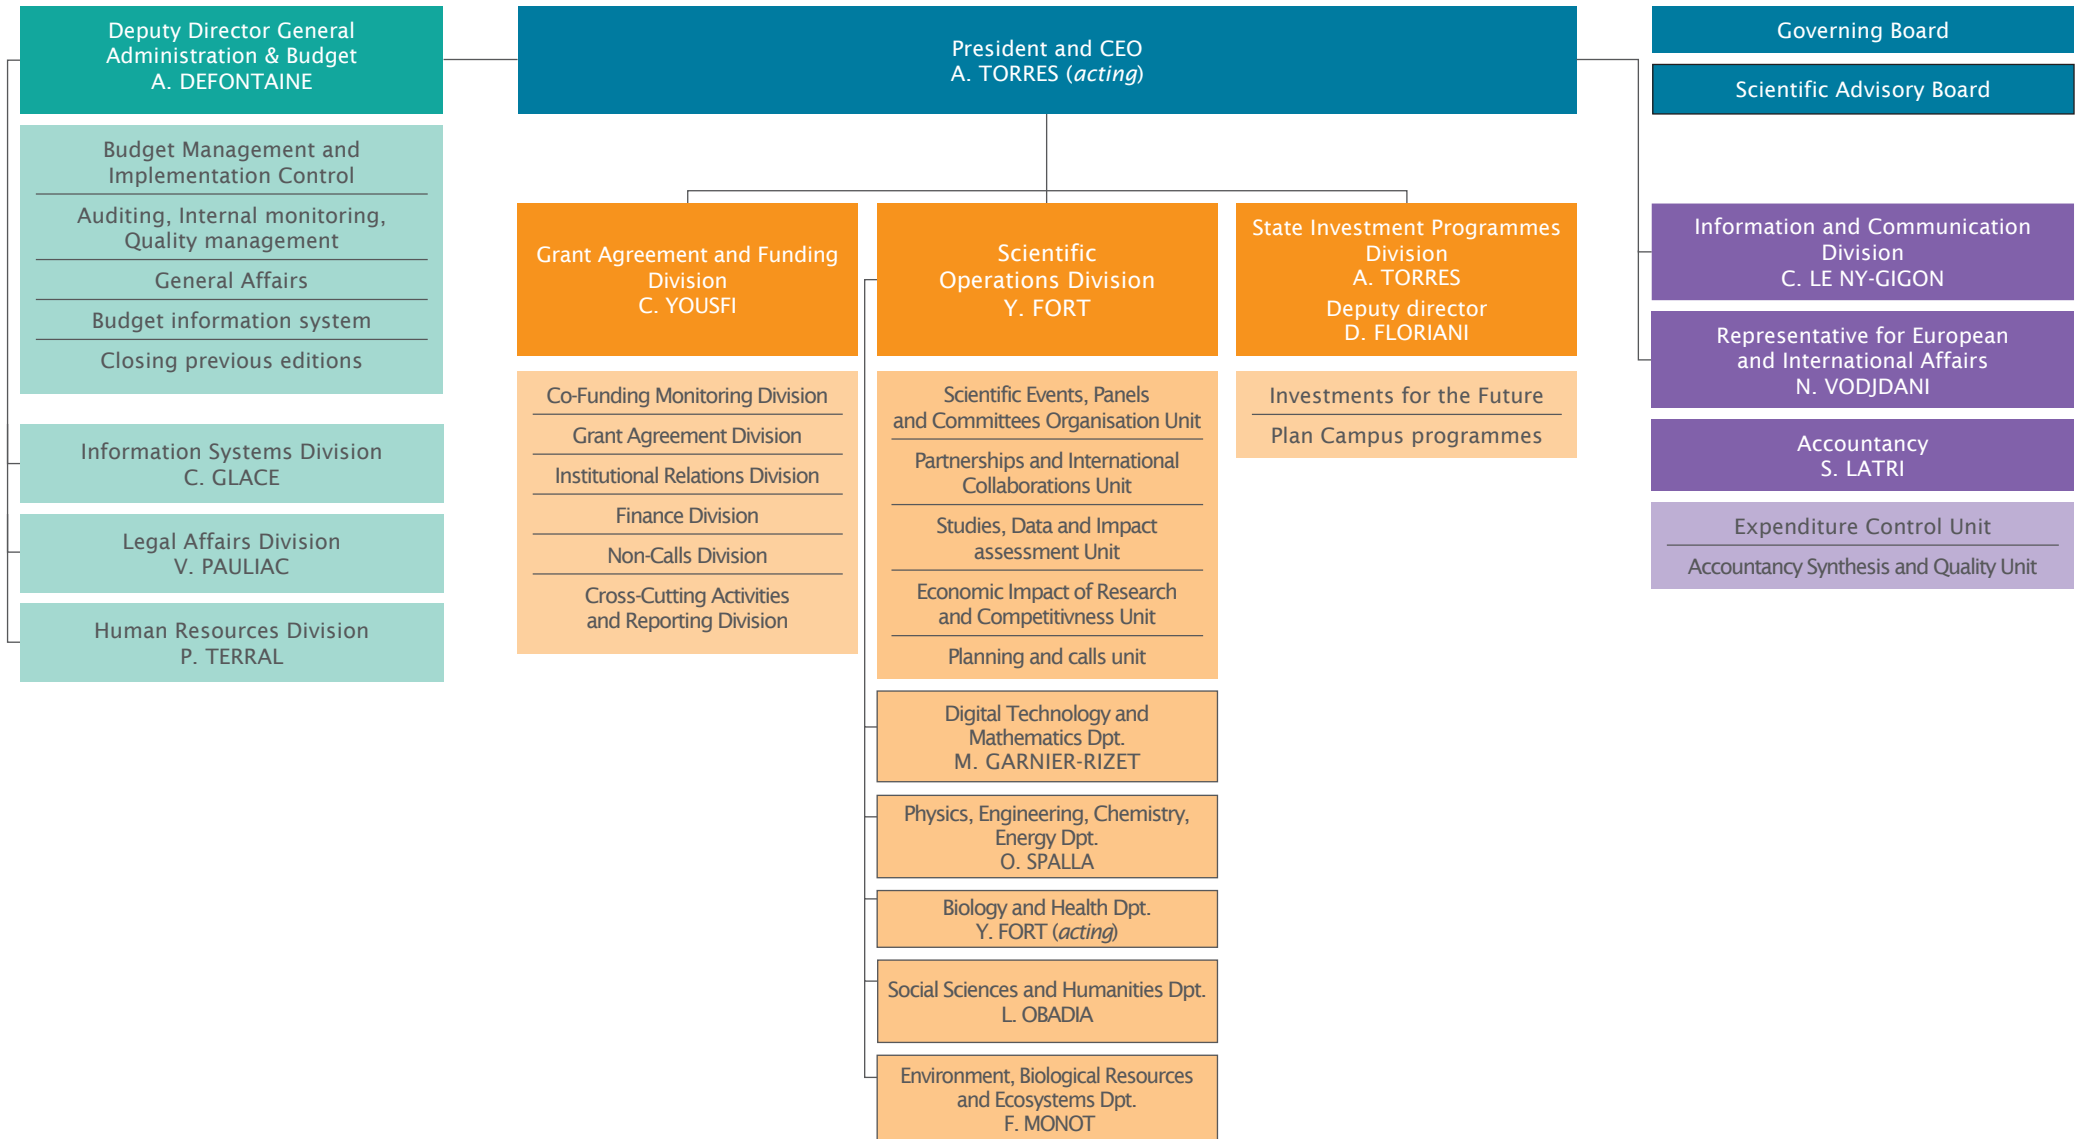 Deputy Director General
Administration & Budget
A. DEFONTAINE
President and CEO
A. TORRES (acting)
Governing Board
Scientific Advisory Board
Budget Management and
Implementation Control
Auditing, Internal monitoring,
Quality management
General Affairs
Budget information system
Closing previous editions
Information Systems Division
C. GLACE
Legal Affairs Division
V. PAULIAC
Human Resources Division
P. TERRAL
Grant Agreement and Funding
Division
C. YOUSFI
Co-Funding Monitoring Division
Grant Agreement Division
Institutional Relations Division
Finance Division
Non-Calls Division
Cross-Cutting Activities
and Reporting Division
Scientific
Operations Division
Y. FORT
Scientific Events, Panels
and Committees Organisation Unit
Partnerships and International
Collaborations Unit
Studies, Data and Impact
assessment Unit
Economic Impact of Research
and Competitivness Unit
Planning and calls unit
Digital Technology and
Mathematics Dpt.
M. GARNIER-RIZET
Physics, Engineering, Chemistry,
Energy Dpt.
O. SPALLA
Biology and Health Dpt.
Y. FORT (acting)
Social Sciences and Humanities Dpt.
L. OBADIA
Environment, Biological Resources
and Ecosystems Dpt.
F. MONOT
State Investment Programmes
Division
A. TORRES
Deputy director
D. FLORIANI
Investments for the Future
Plan Campus programmes
Information and Communication
Division
C. LE NY-GIGON
Representative for European
and International Affairs
N. VODJDANI
Accountancy
S. LATRI
Expenditure Control Unit
Accountancy Synthesis and Quality Unit